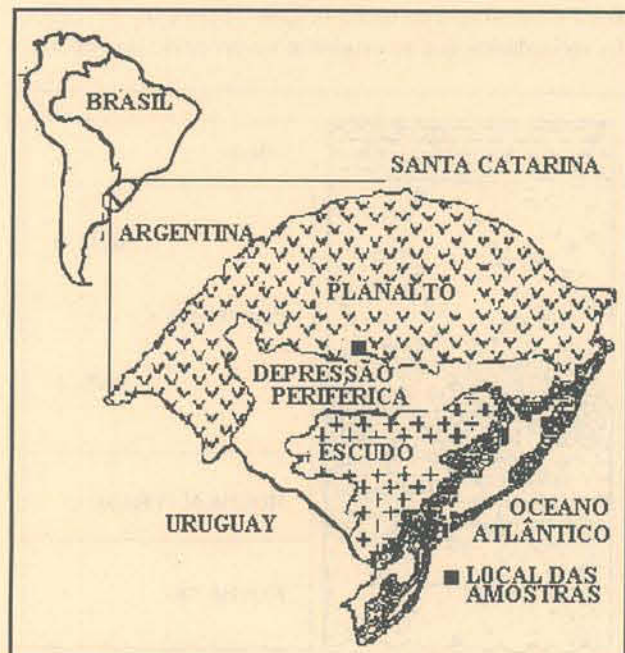 BRASIL
SANTA CATARINA
ARGENTINA
PLANALTO
DEPRESSÃO
PERIFÉRICA
ESCUDO
OCEANO
ATLÂNTICO
URUGUAY
LOCAL DAS
AMOSTRAS